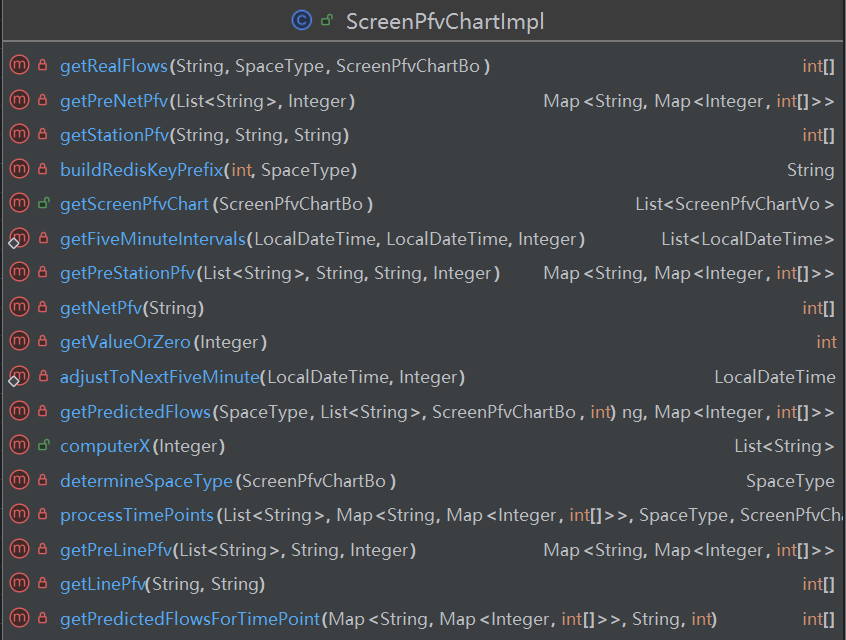 ScreenPfvChartImpl
getRealFlows(String, SpaceType, ScreenPfvChartBo) int[]
getPreNetPfv(List<String>, Integer) Map<String, Map<Integer, int[]>>
getStationPfv(String, String, String) int[]
buildRedisKeyPrefix(int, SpaceType) String
getScreenPfvChart(ScreenPfvChartBo) List<ScreenPfvChartVo>
getFiveMinuteIntervals(LocalDateTime, LocalDateTime, Integer) List<LocalDateTime>
getPreStationPfv(List<String>, String, String, Integer) Map<String, Map<Integer, int[]>>
getNetPfv(String) int[]
getValueOrZero(Integer) int
adjustToNextFiveMinute(LocalDateTime, Integer) LocalDateTime
getPredictedFlows(SpaceType, List<String>, ScreenPfvChartBo, int) ng, Map<Integer, int[]>>
computerX(Integer) List<String>
determineSpaceType(ScreenPfvChartBo) SpaceType
processTimePoints(List<String>, Map<String, Map<Integer, int[]>>, SpaceType, ScreenPfvCha
getPreLinePfv(List<String>, String, Integer) Map<String, Map<Integer, int[]>>
getLinePfv(String, String) int[]
getPredictedFlowsForTimePoint(Map<String, Map<Integer, int[]>>, String, int) int[]